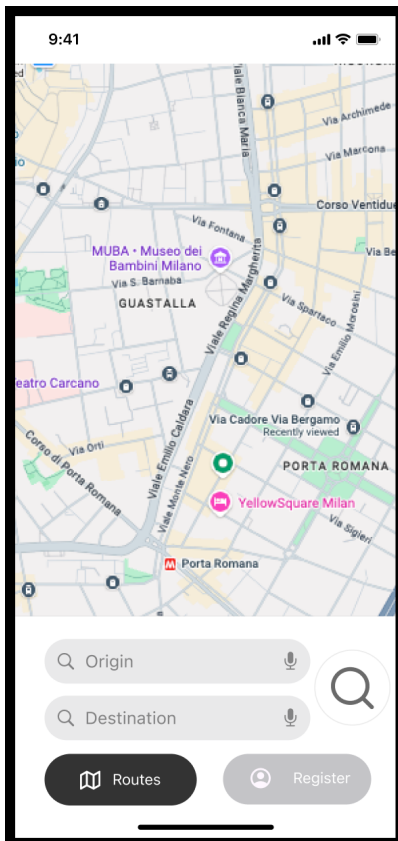 9:41
Viale Bianca Maria
Via Archimede
Via Marcona
Corso Ventidue
Via Fontana
MUBA • Museo dei
Bambini Milano
Via Be
Via S. Barnaba
GUASTALLA
Viale Regina Margherita
Via Spartaco
Via Emilio Morosini
eatro Carcano
Via Cadore Via Bergamo
Recently viewed
Viale Emilio Caldara
Corso di Porta Romana
Via Orti
Viale Monte Nero
PORTA ROMANA
YellowSquare Milan
Via Sigieri
M Porta Romana
Origin
Destination
Routes
Register